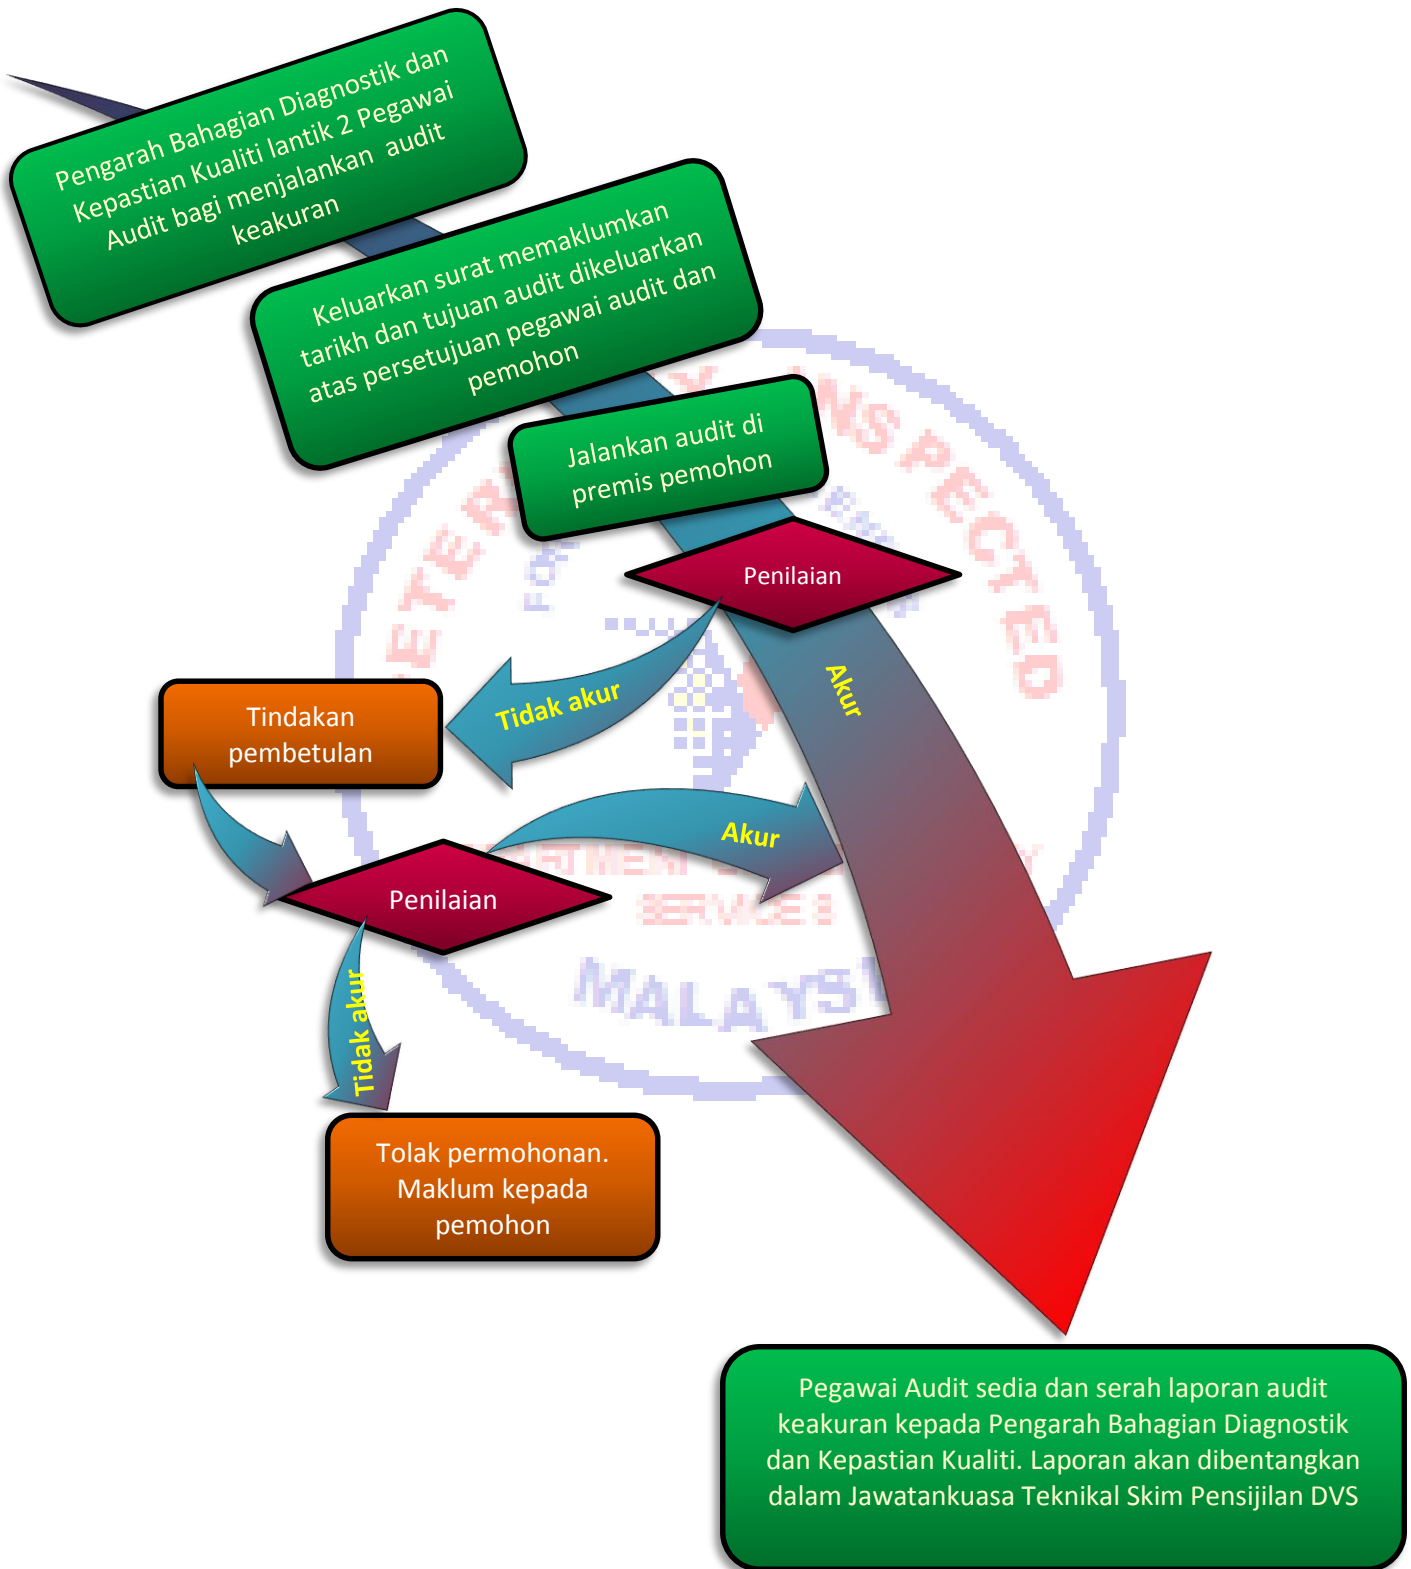 Pengarah Bahagian Diagnostik dan
Kepastian Kualiti lantik 2 Pegawai
Audit bagi menjalankan audit
keakuran
Keluarkan surat memaklumkan
tarikh dan tujuan audit dikeluarkan
atas persetujuan pegawai audit dan
pemohon
Jalankan audit di
premis pemohon
Penilaian
Akur
Tidak akur
Tindakan
pembetulan
Akur
Penilaian
Tidak akur
Tolak permohonan.
Maklum kepada
pemohon
Pegawai Audit sedia dan serah laporan audit
keakuran kepada Pengarah Bahagian Diagnostik
dan Kepastian Kualiti. Laporan akan dibentangkan
dalam Jawatankuasa Teknikal Skim Pensijilan DVS